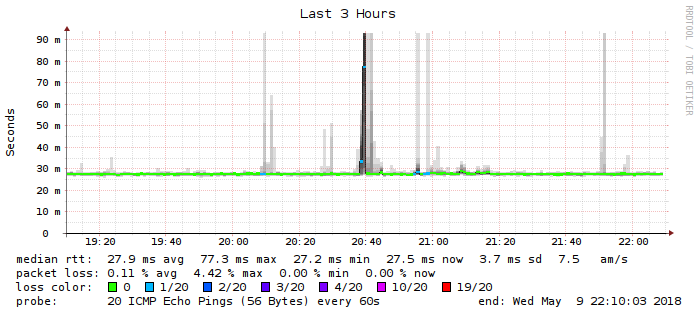 Last 3 Hours
RRDTOOL / TOBI OETIKER
Seconds
90 m
80 m
70 m
60 m
50 m
40 m
30 m
20 m
10 m
0
19:20 19:40 20:00 20:20 20:40 21:00 21:20 21:40 22:00
median rtt: 27.9 ms avg 77.3 ms max 27.2 ms min 27.5 ms now 3.7 ms sd 7.5 am/s
packet loss: 0.11 % avg 4.42 % max 0.00 % min 0.00 % now
loss color: 0 1/20 2/20 3/20 4/20 10/20 19/20
probe: 20 ICMP Echo Pings (56 Bytes) every 60s end: Wed May 9 22:10:03 2018